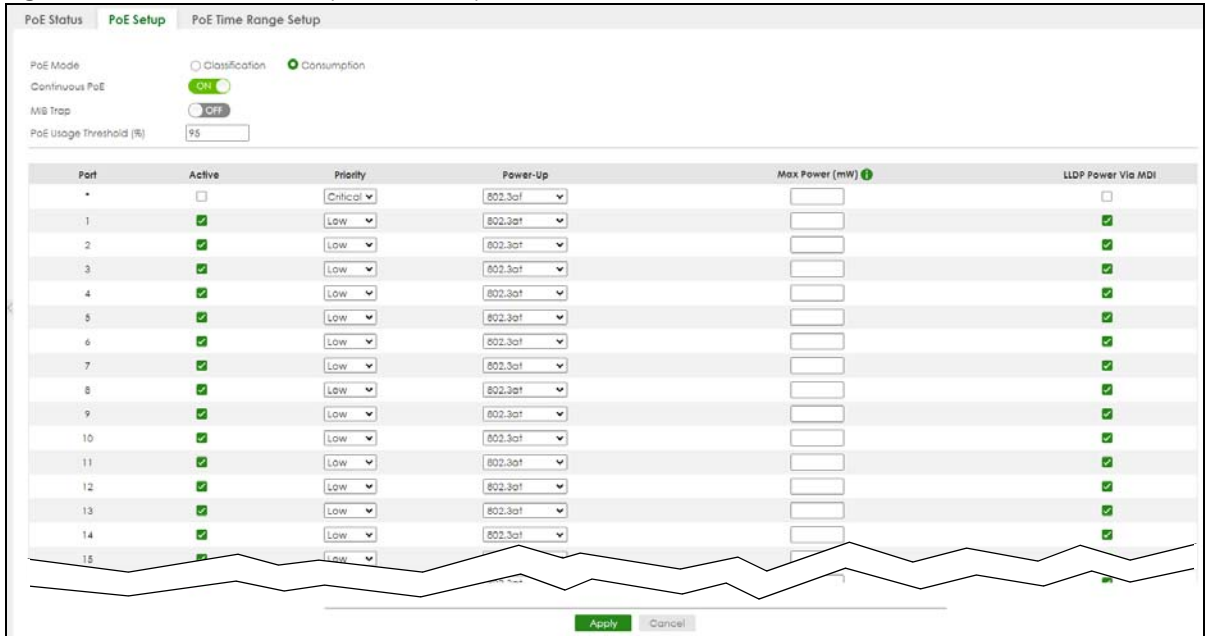 PoE Status PoE Setup PoE Time Range Setup
PoE Mode Classification Consumption
Continuous PoE ON
MIB Trap OFF
PoE Usage Threshold (%) 95
Port Active Priority Power-Up Max Power (mW) LLDP Power Via MDI
* Critical 802.3af
1 Low 802.3at
2 Low 802.3at
3 Low 802.3at
4 Low 802.3at
5 Low 802.3at
6 Low 802.3at
7 Low 802.3at
8 Low 802.3at
9 Low 802.3at
10 Low 802.3at
11 Low 802.3at
12 Low 802.3at
13 Low 802.3at
14 Low 802.3at
15 Low
Apply Cancel